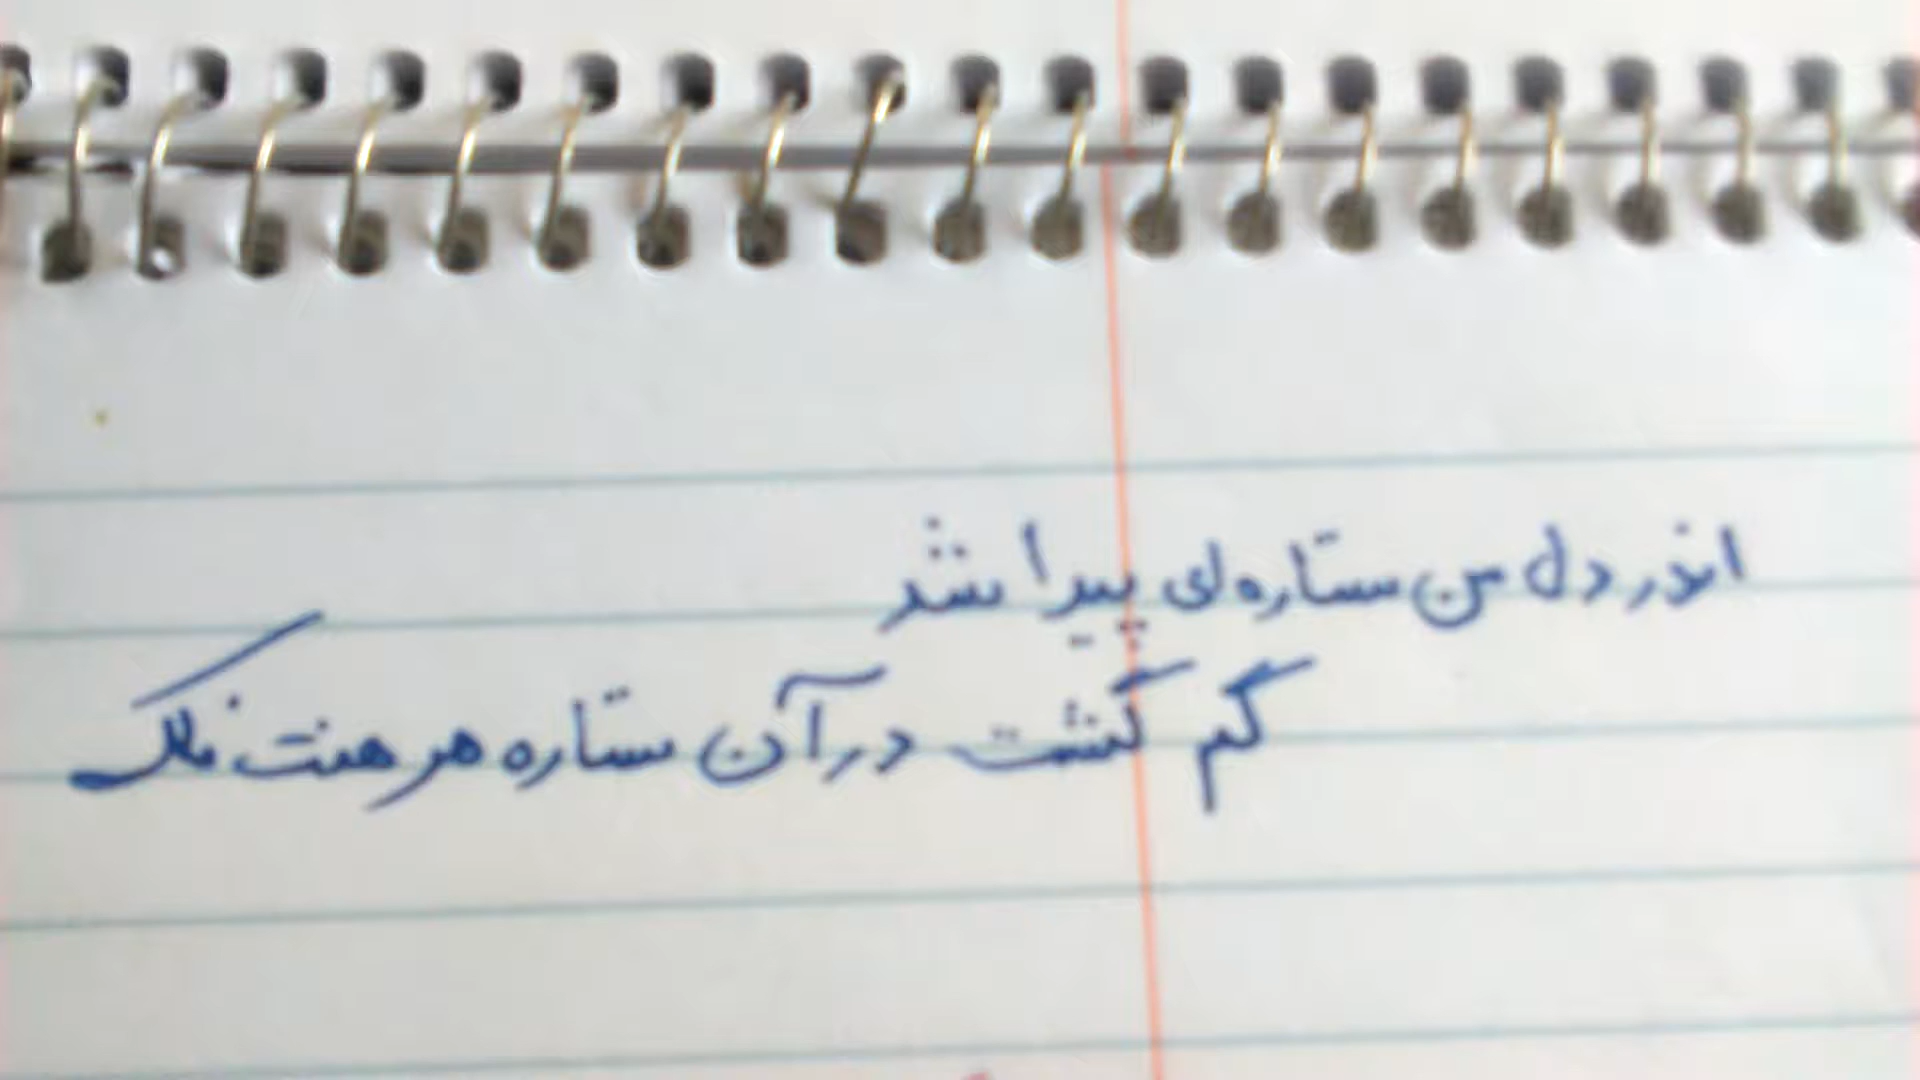 اندر دل من ستاره‌ای پیدا شد
گم گشت در آن ستاره هر هفت فلک